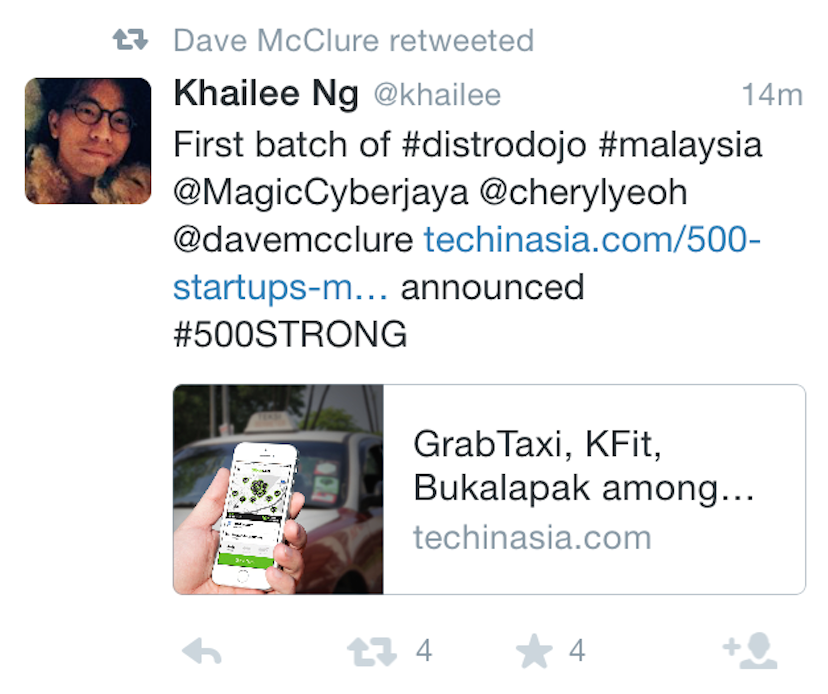 Dave McClure retweeted
Khailee Ng @khailee 14m
First batch of #distrodojo #malaysia
@MagicCyberjaya @cherylyeoh
@davemcclure techinasia.com/500-
startups-m... announced
#500STRONG
GrabTaxi, KFit,
Bukalapak among...
techinasia.com
4 4